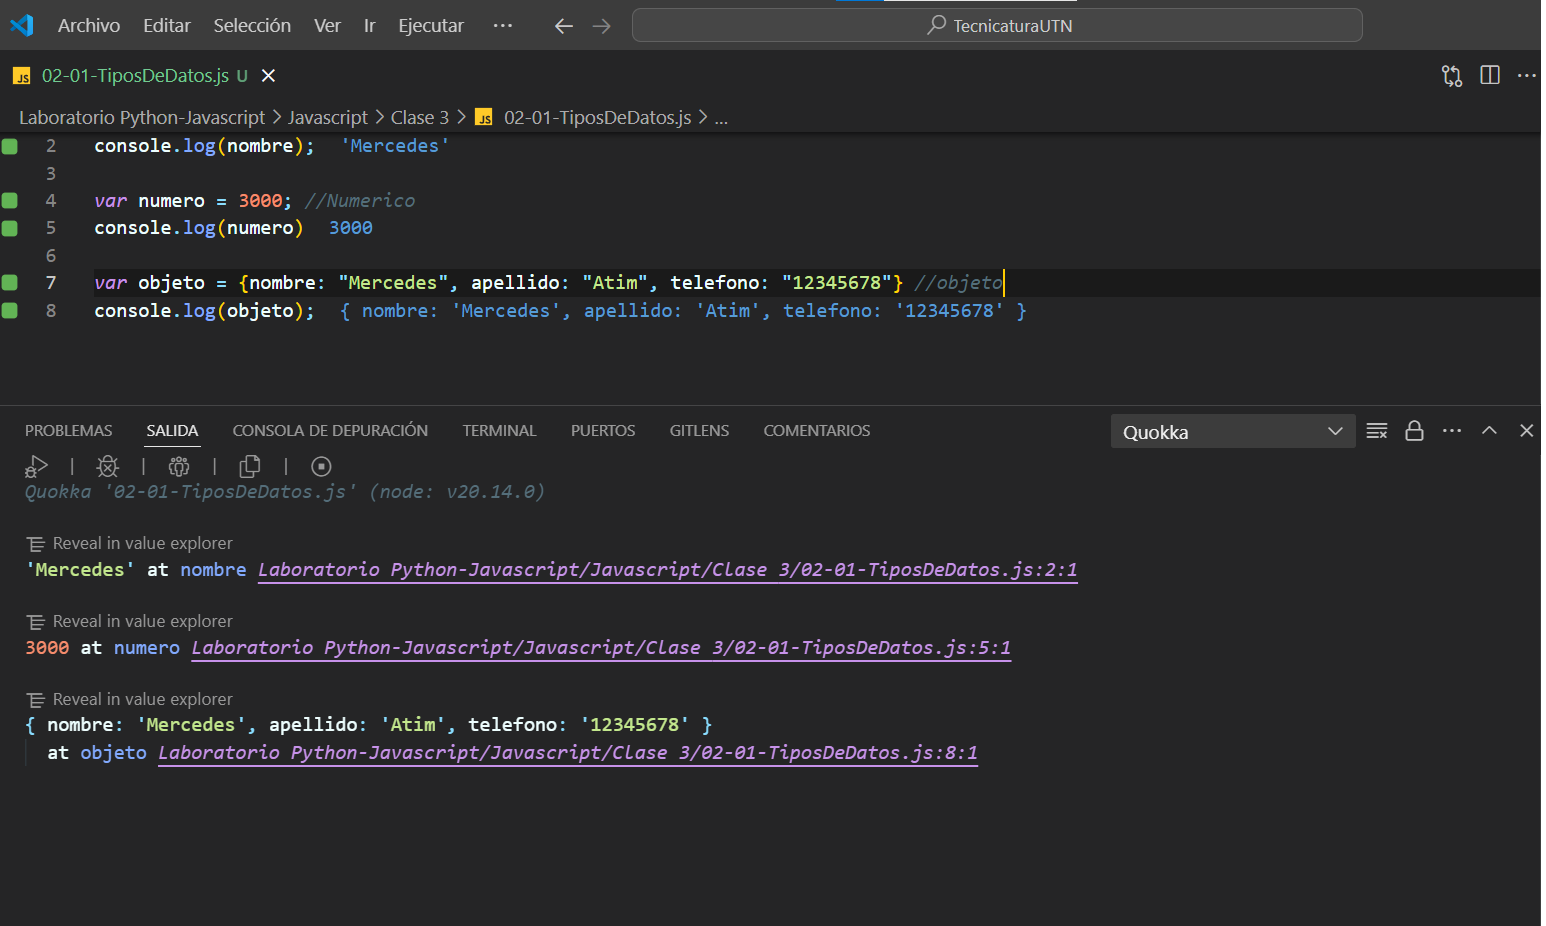 Archivo Editar Selección Ver Ir Ejecutar ··· TecnicaturaUTN
JS 02-01-TiposDeDatos.js U
Laboratorio Python-Javascript > Javascript > Clase 3 > JS 02-01-TiposDeDatos.js > ...
2 console.log(nombre); 'Mercedes'
3
4 var numero = 3000; //Numerico
5 console.log(numero) 3000
6
7 var objeto = {nombre: "Mercedes", apellido: "Atim", telefono: "12345678"} //objeto
8 console.log(objeto); { nombre: 'Mercedes', apellido: 'Atim', telefono: '12345678' }
PROBLEMAS SALIDA CONSOLA DE DEPURACIÓN TERMINAL PUERTOS GITLENS COMENTARIOS Quokka
Quokka '02-01-TiposDeDatos.js' (node: v20.14.0)
Reveal in value explorer
'Mercedes' at nombre Laboratorio Python-Javascript/Javascript/Clase 3/02-01-TiposDeDatos.js:2:1
Reveal in value explorer
3000 at numero Laboratorio Python-Javascript/Javascript/Clase 3/02-01-TiposDeDatos.js:5:1
Reveal in value explorer
{ nombre: 'Mercedes', apellido: 'Atim', telefono: '12345678' }
at objeto Laboratorio Python-Javascript/Javascript/Clase 3/02-01-TiposDeDatos.js:8:1